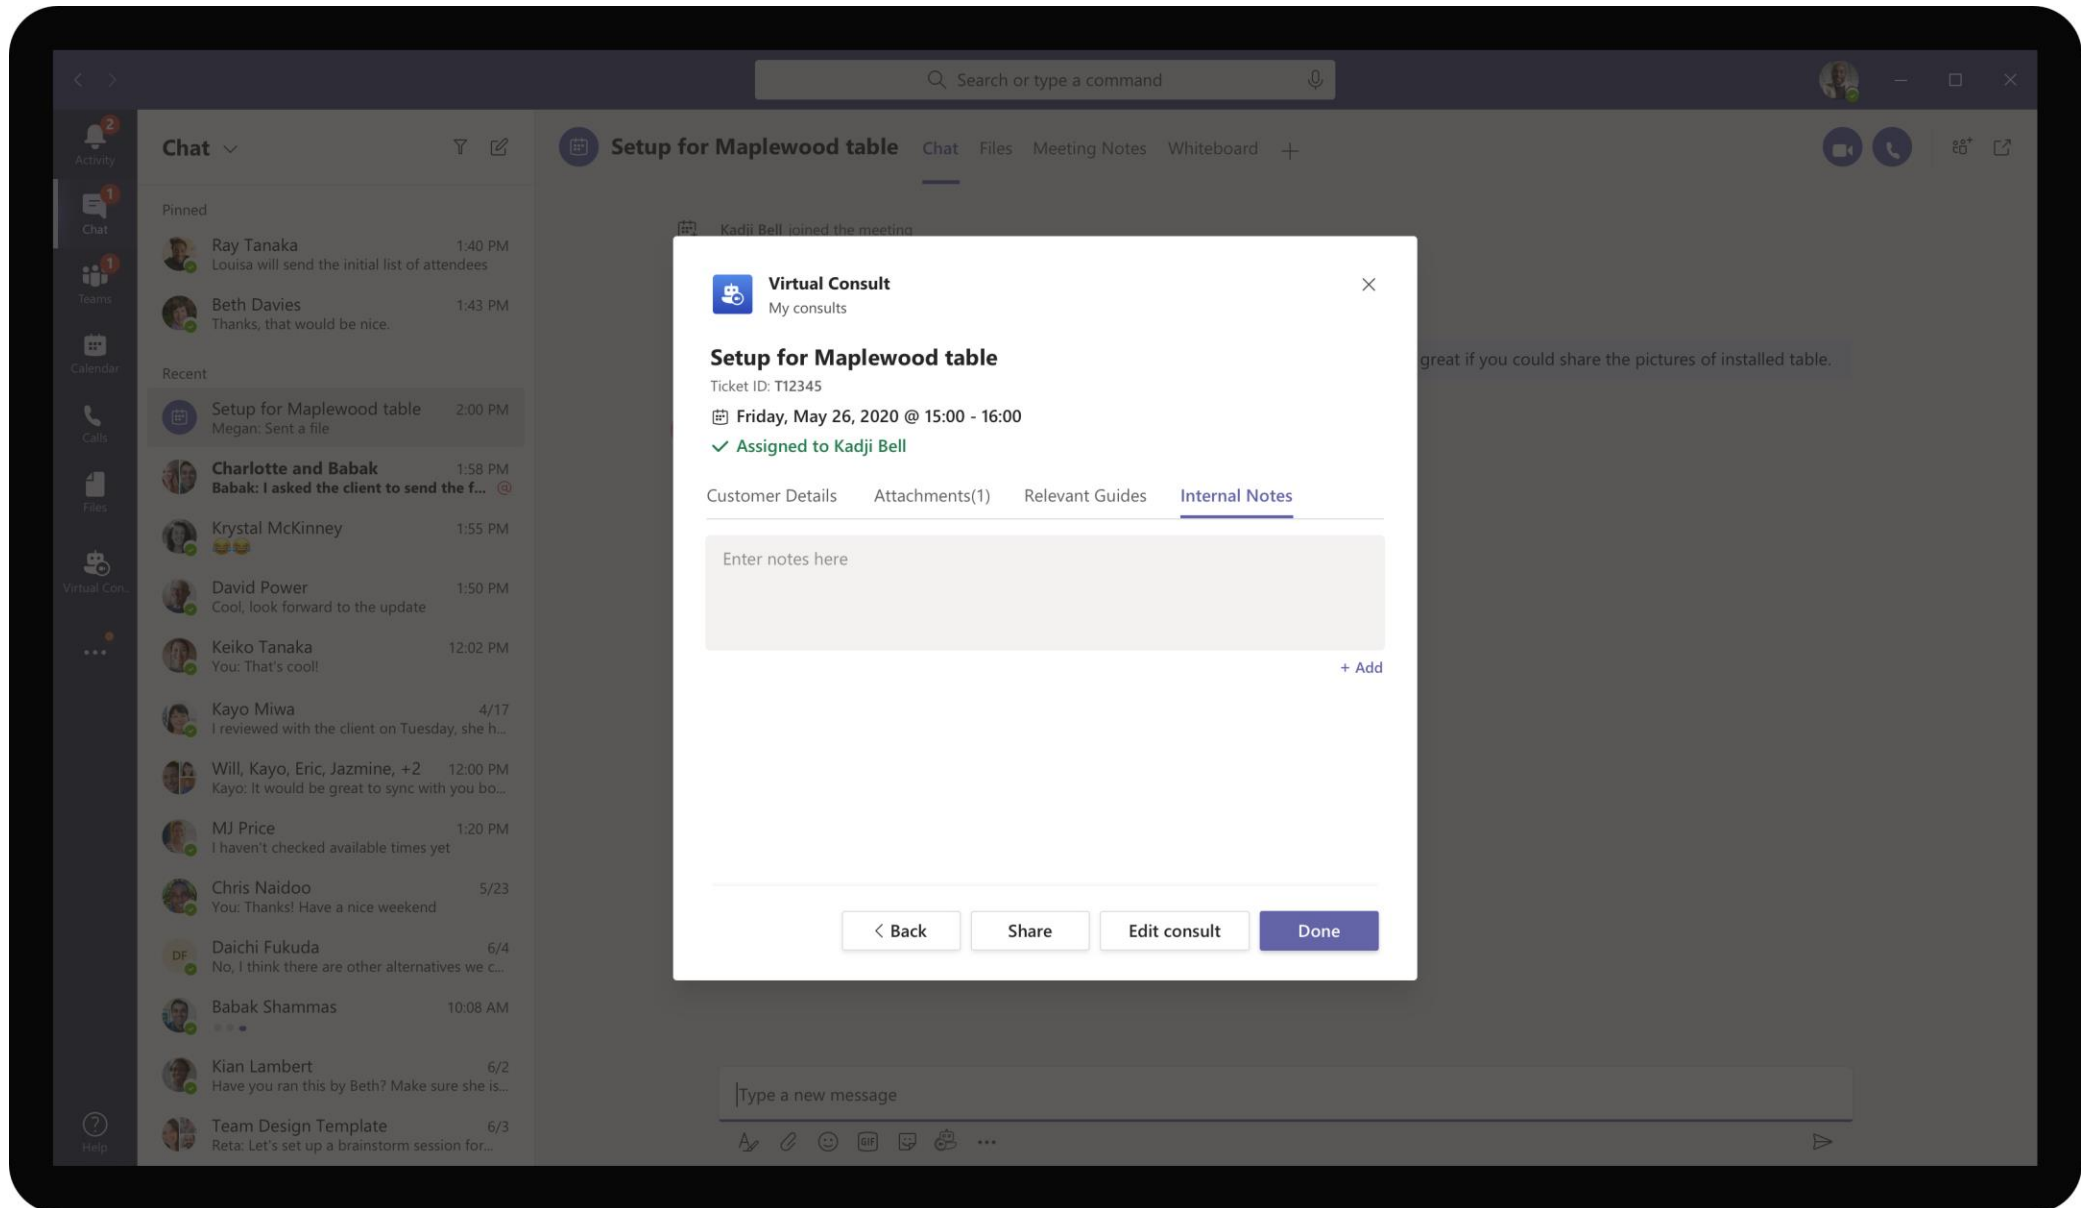 Search or type a command
2
Activity
1
Chat
1
Teams
Calendar
Calls
Files
Virtual Con..
Help
Chat
Pinned
Ray Tanaka 1:40 PM
Louisa will send the initial list of attendees
Beth Davies 1:43 PM
Thanks, that would be nice.
Recent
Setup for Maplewood table 2:00 PM
Megan: Sent a file
Charlotte and Babak 1:58 PM
Babak: I asked the client to send the f... @
Krystal McKinney 1:55 PM
David Power 1:50 PM
Cool, look forward to the update
Keiko Tanaka 12:02 PM
You: That's cool!
Kayo Miwa 4/17
I reviewed with the client on Tuesday, she h...
Will, Kayo, Eric, Jazmine, +2 12:00 PM
Kayo: It would be great to sync with you bo...
MJ Price 1:20 PM
I haven't checked available times yet
Chris Naidoo 5/23
You: Thanks! Have a nice weekend
DF
Daichi Fukuda 6/4
No, I think there are other alternatives we c...
Babak Shammas 10:08 AM
Kian Lambert 6/2
Have you ran this by Beth? Make sure she is...
Team Design Template 6/3
Reta: Let's set up a brainstorm session for...
Setup for Maplewood table Chat Files Meeting Notes Whiteboard
Kadji Bell joined the meeting
great if you could share the pictures of installed table.
Virtual Consult
My consults
Setup for Maplewood table
Ticket ID: T12345
Friday, May 26, 2020 @ 15:00 - 16:00
Assigned to Kadji Bell
Customer Details Attachments(1) Relevant Guides Internal Notes
Enter notes here
+ Add
< Back Share Edit consult Done
Type a new message
GIF